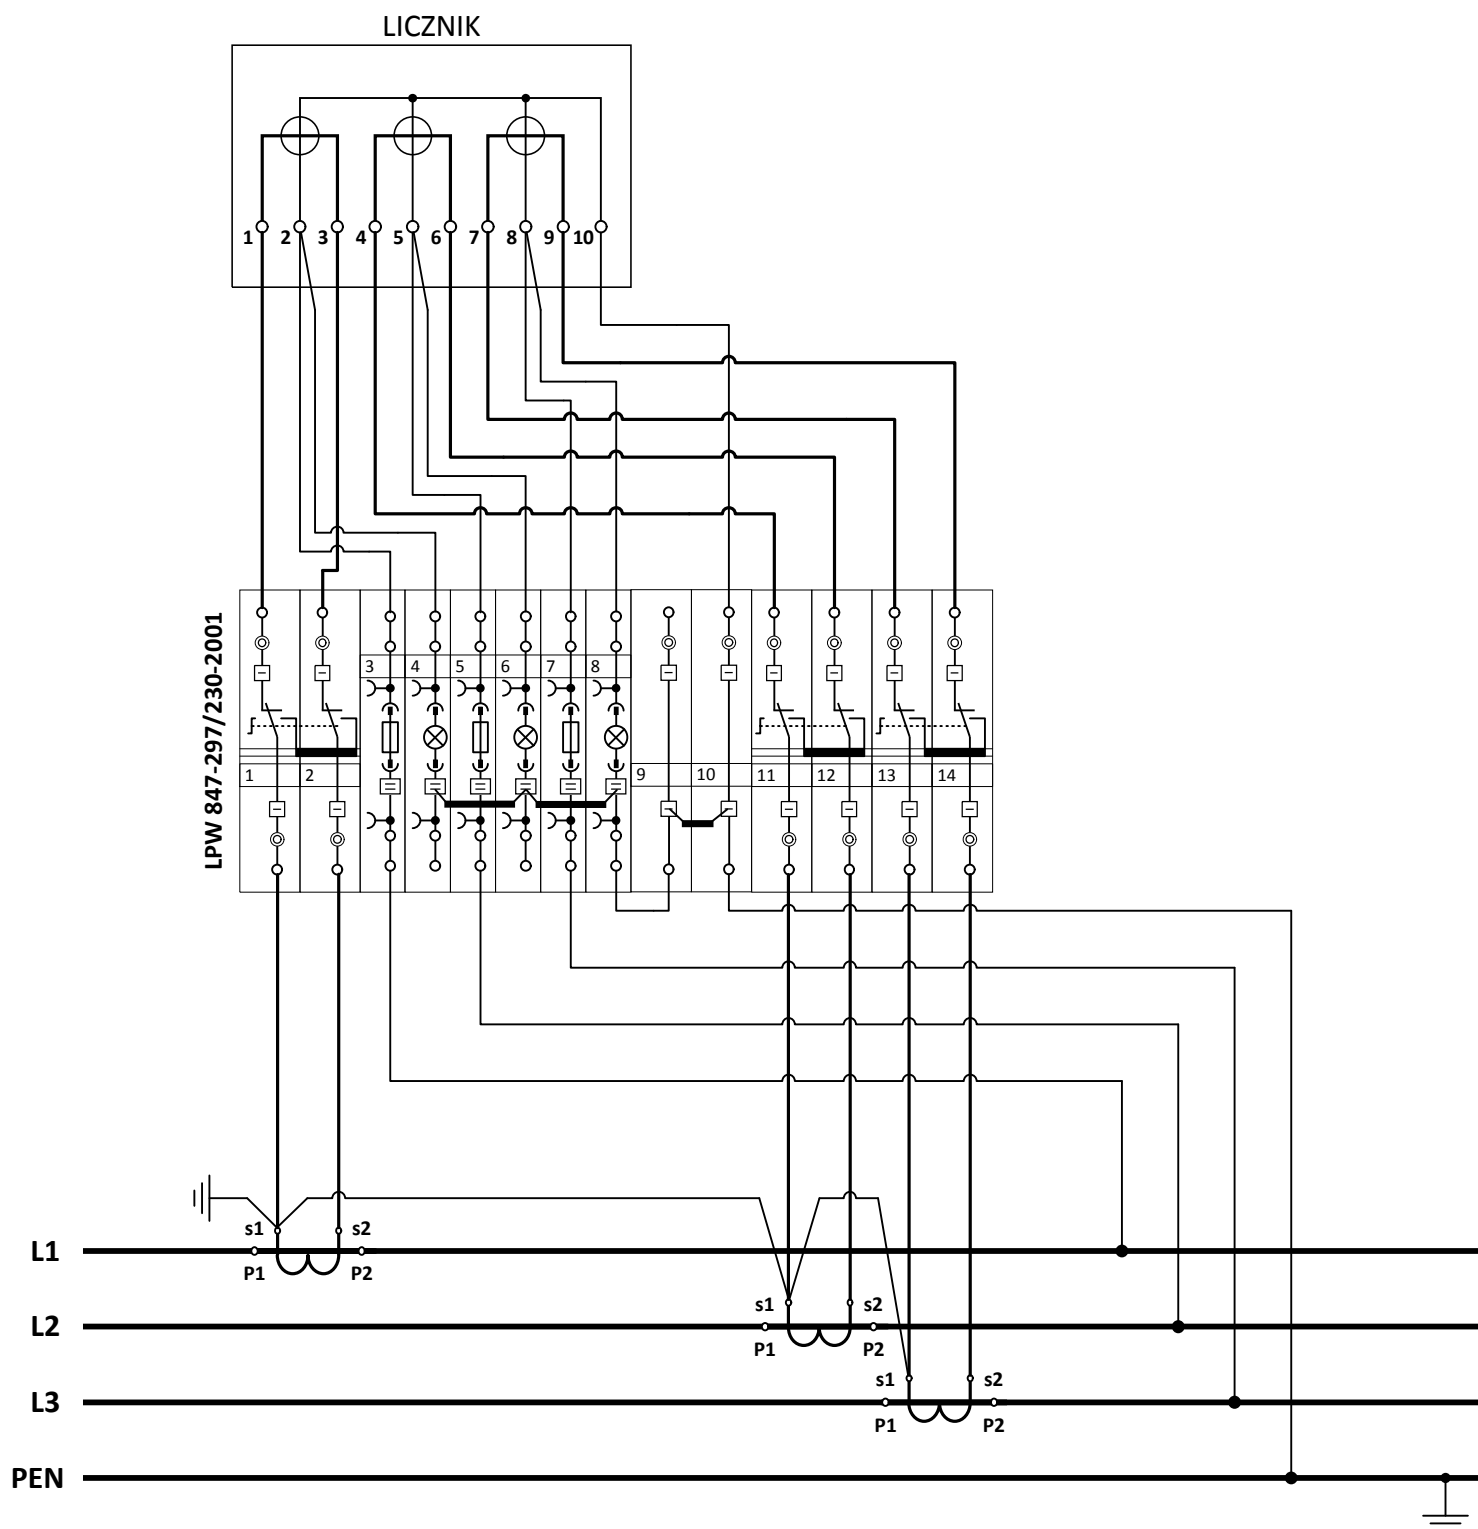 LICZNIK
1 2 3 4 5 6 7 8 9 10
LPW 847-297/230-2001
3 4 5 6 7 8
1 2 9 10 11 12 13 14
s1 s2
L1
P1 P2
s1 s2
L2
P1 P2
s1 s2
L3
P1 P2
PEN